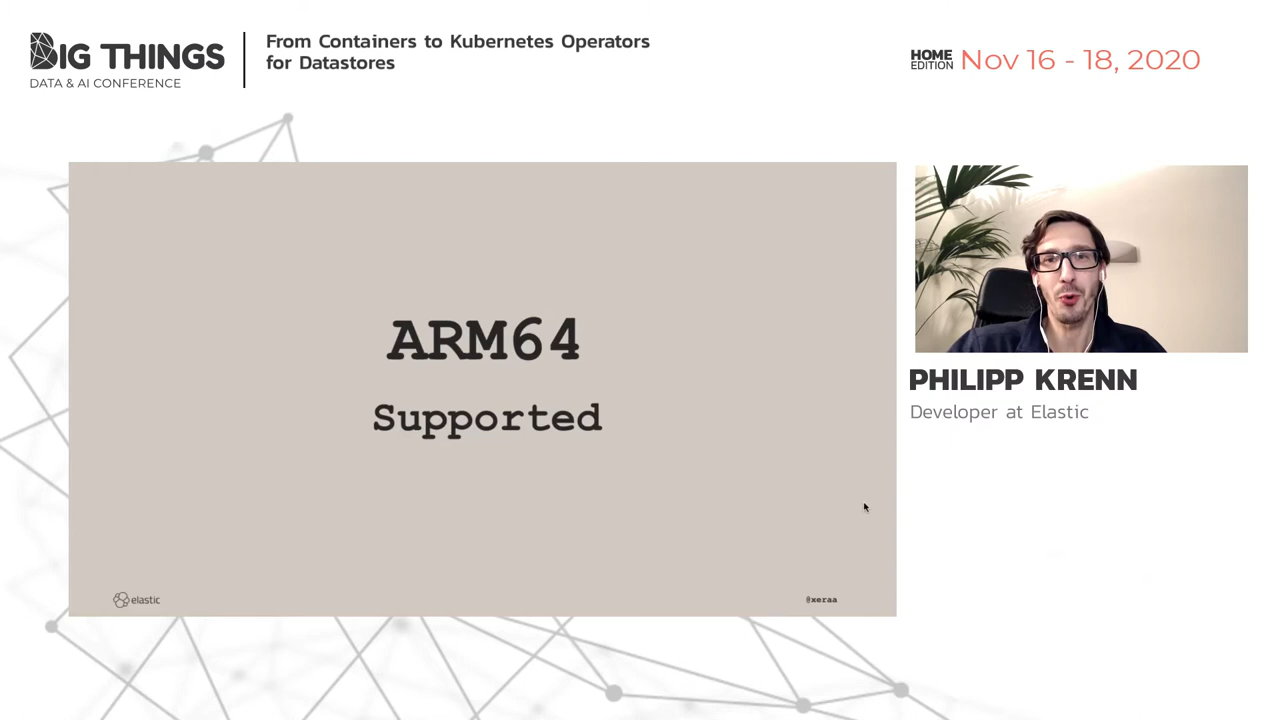 BIG THINGS
DATA & AI CONFERENCE
From Containers to Kubernetes Operators
for Datastores
HOME
EDITION
Nov 16 - 18, 2020
ARM64
Supported
elastic
@xeraa
PHILIPP KRENN
Developer at Elastic